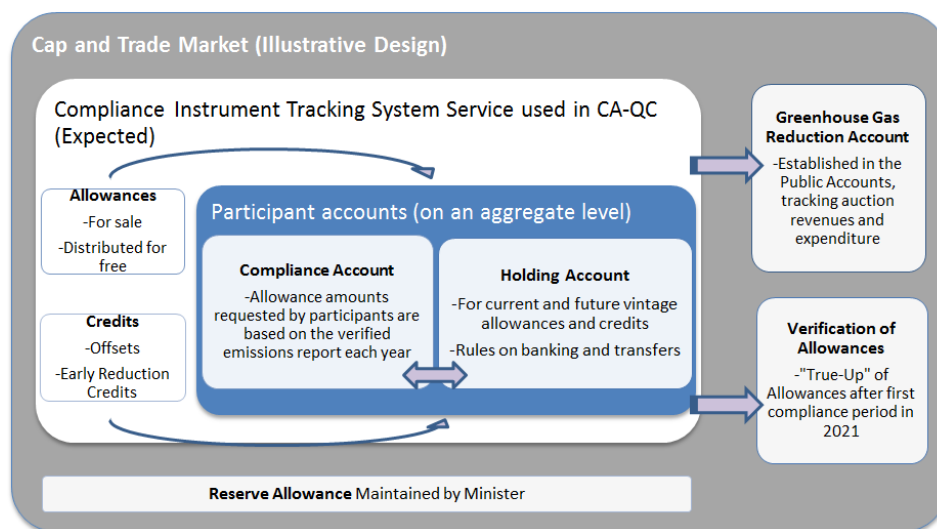 Cap and Trade Market (Illustrative Design)
Compliance Instrument Tracking System Service used in CA-QC
(Expected)
Allowances
-For sale
-Distributed for
free
Credits
-Offsets
-Early Reduction
Credits
Participant accounts (on an aggregate level)
Compliance Account
-Allowance amounts
requested by participants are
based on the verified
emissions report each year
Holding Account
-For current and future vintage
allowances and credits
-Rules on banking and transfers
Greenhouse Gas
Reduction Account
-Established in the
Public Accounts,
tracking auction
revenues and
expenditure
Verification of
Allowances
-"True-Up" of
Allowances after first
compliance period in
2021
Reserve Allowance Maintained by Minister